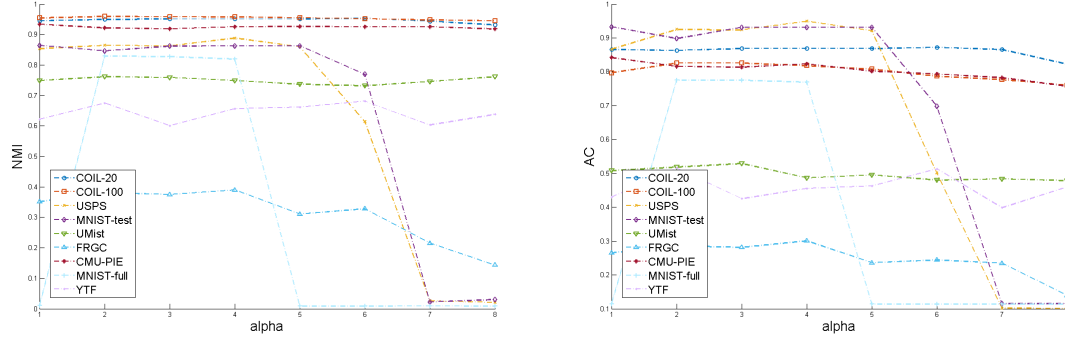 1
0.9
0.8
0.7
0.6
0.5
0.4
0.3
0.2
0.1
0
NMI
COIL-20
COIL-100
USPS
MNIST-test
UMist
FRGC
CMU-PIE
MNIST-full
YTF
1 2 3 4 5 6 7 8
alpha
1
0.9
0.8
0.7
0.6
0.5
0.4
0.3
0.2
0.1
AC
COIL-20
COIL-100
USPS
MNIST-test
UMist
FRGC
CMU-PIE
MNIST-full
YTF
1 2 3 4 5 6 7 8
alpha